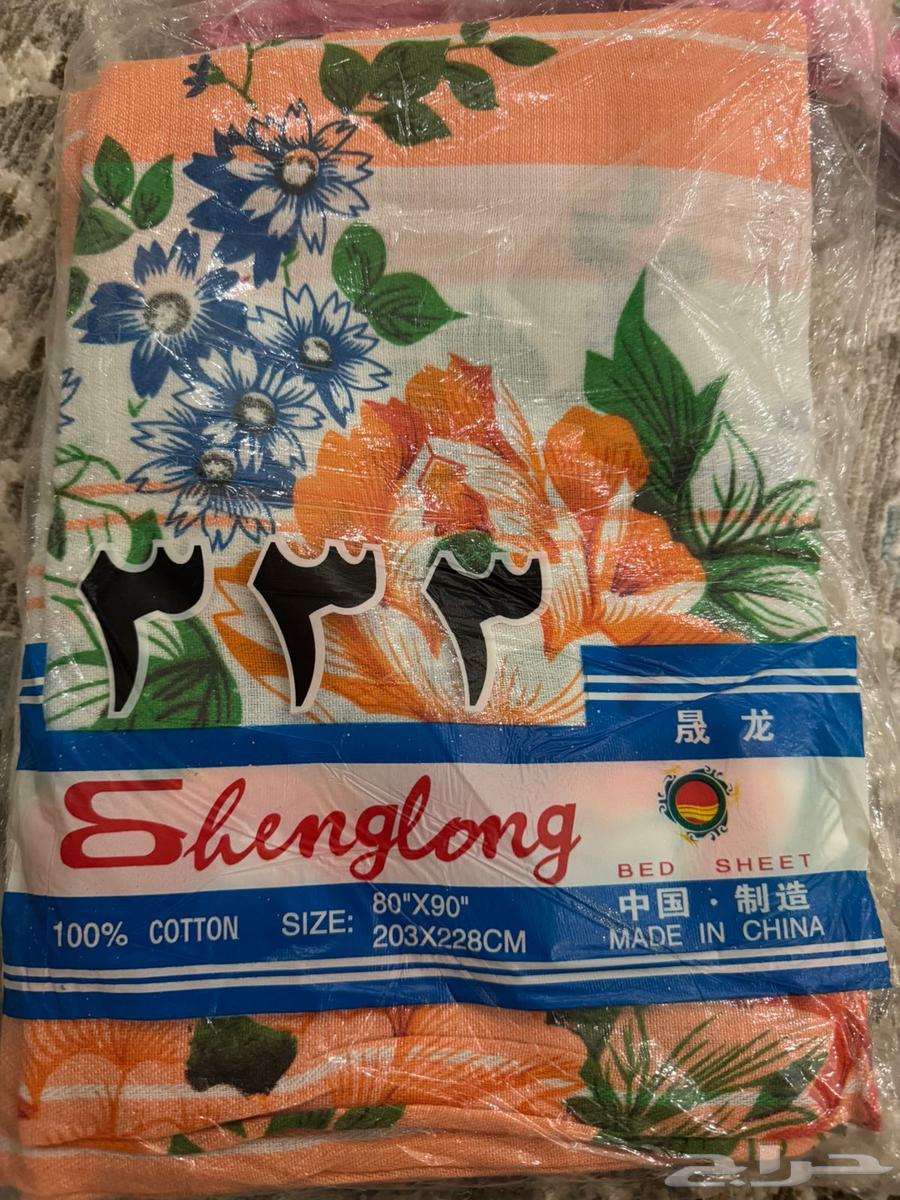 ٣٣٣
晟龙
Shenglong
BED SHEET
100% COTTON SIZE: 80"X90"
203X228CM
中国·制造
MADE IN CHINA
حراج